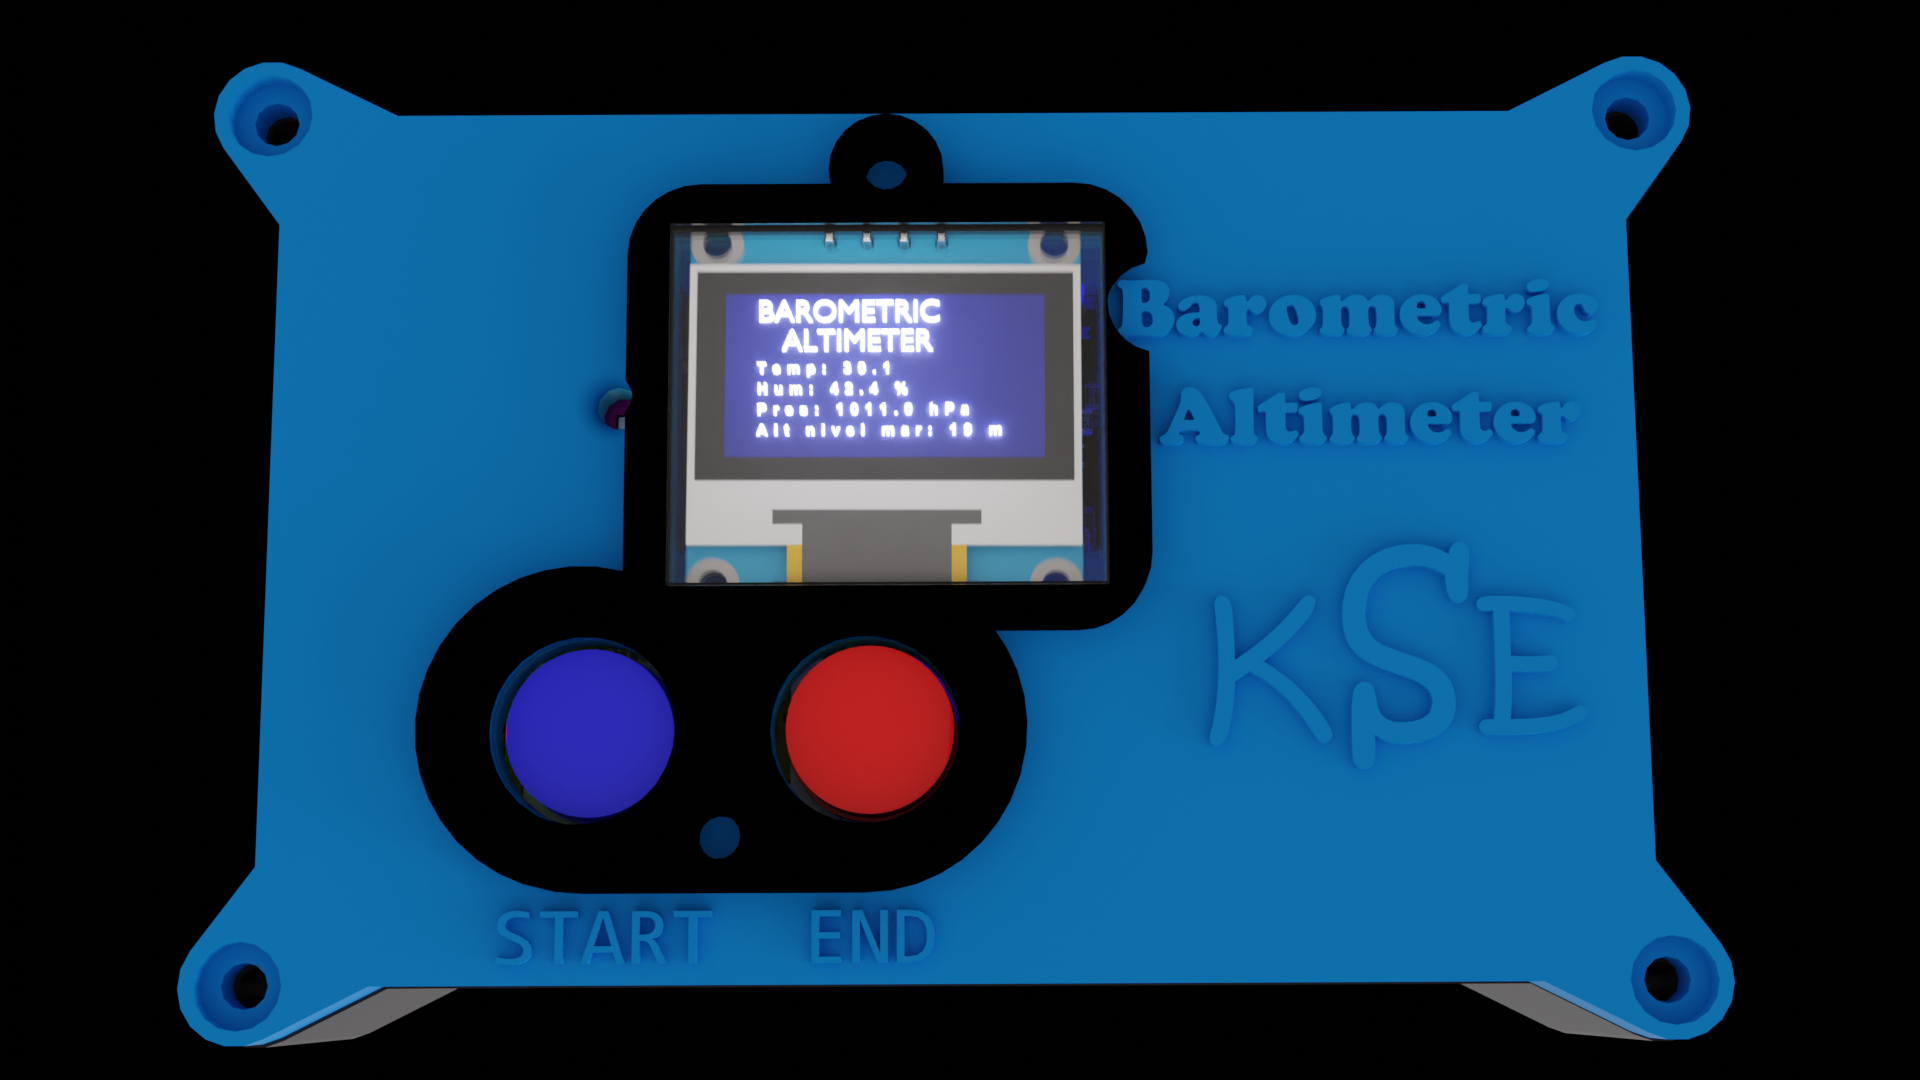 BAROMETRIC
ALTIMETER
Temp: 30.1
Hum: 42.4 %
Pres: 1011.0 hPa
Alt nivel mar: 10 m
Barometric
Altimeter
KSE
START END